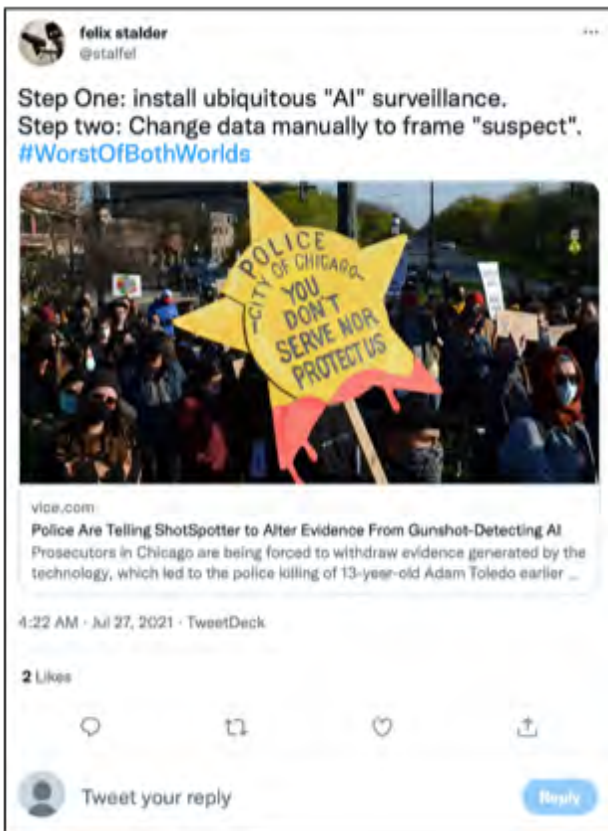 felix stalder
@stalfel
Step One: install ubiquitous "AI" surveillance.
Step two: Change data manually to frame "suspect".
#WorstOfBothWorlds
POLICE
CITY OF CHICAGO
YOU
DON'T
SERVE NOR
PROTECT US
vice.com
Police Are Telling ShotSpotter to Alter Evidence From Gunshot-Detecting AI
Prosecutors in Chicago are being forced to withdraw evidence generated by the
technology, which led to the police killing of 13-year-old Adam Toledo earlier ...
4:22 AM · Jul 27, 2021 · TweetDeck
2 Likes
Tweet your reply
Reply